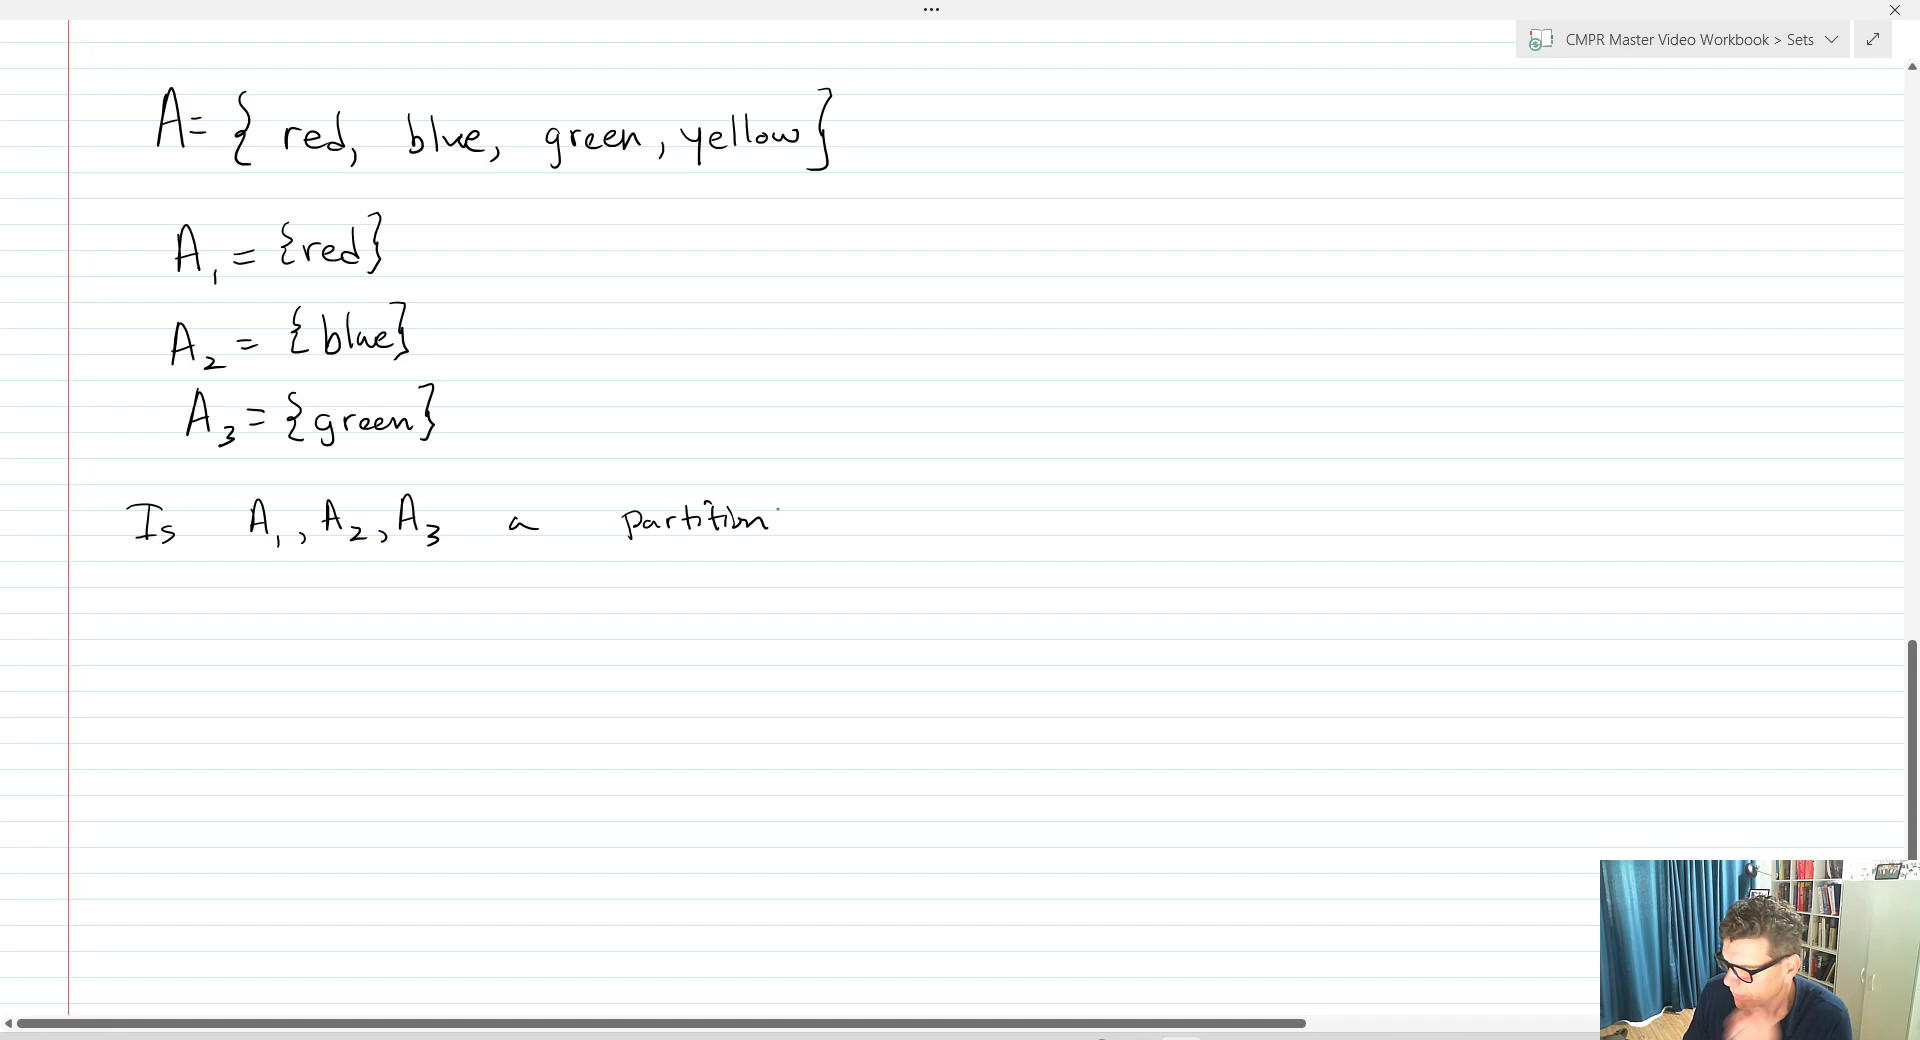 CMPR Master Video Workbook > Sets
A = { red, blue, green, yellow }
A₁ = {red}
A₂ = {blue}
A₃ = {green}
Is A₁, A₂, A₃ a partition